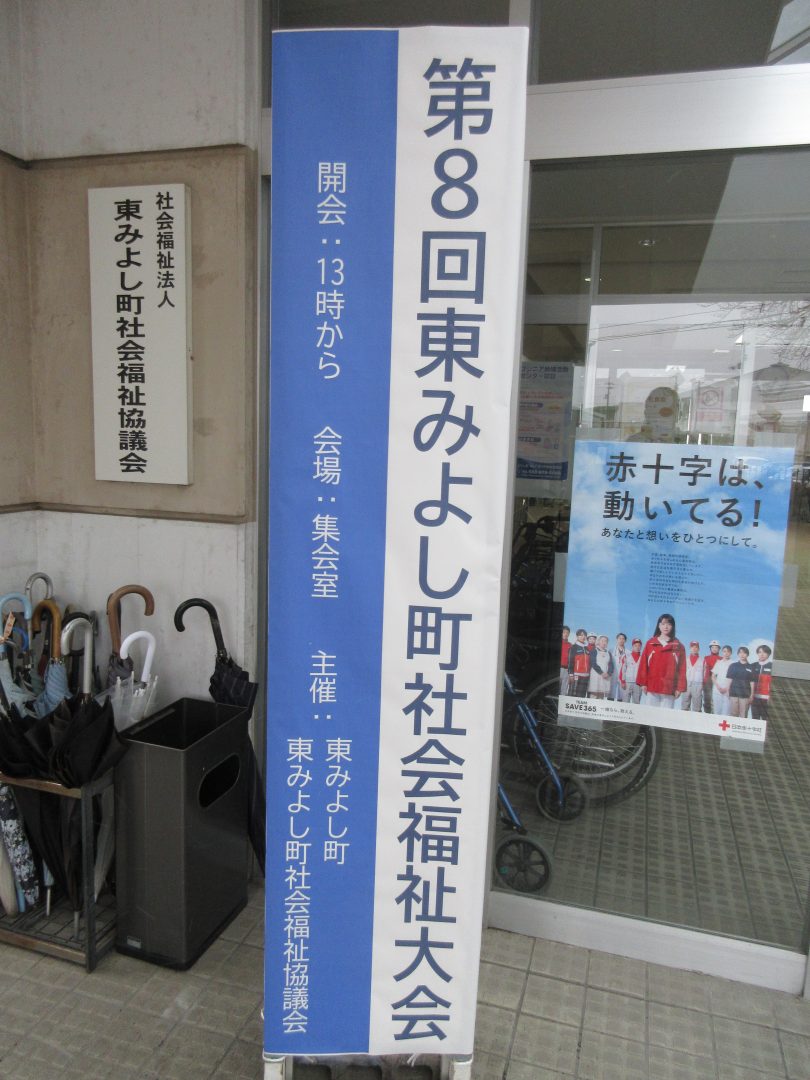 第8回東みよし町社会福祉大会
開会：13時から　会場：集会室　主催：東みよし町
東みよし町社会福祉協議会
社会福祉法人
東みよし町社会福祉協議会
赤十字は、
動いてる！
あなたと想いをひとつにして。
TEAM
SAVE365
日本赤十字社